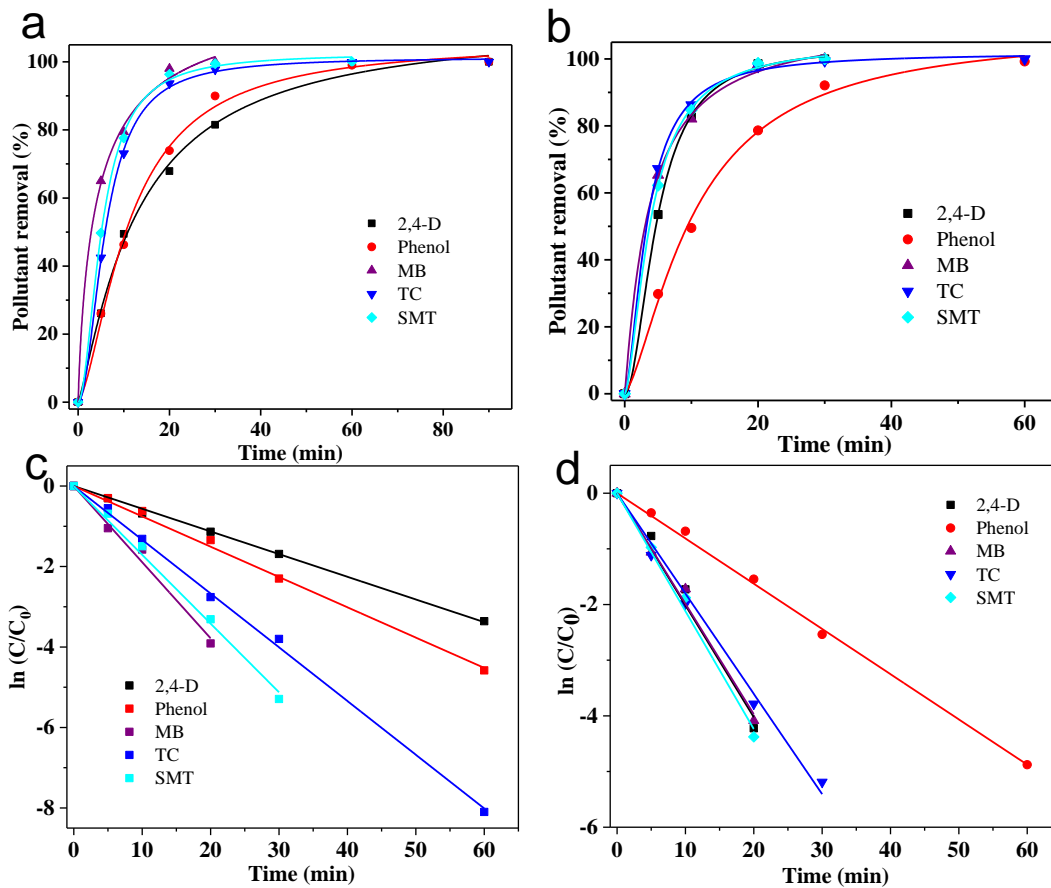 a
Pollutant removal (%)
100
80
60
40
20
0
2,4-D
Phenol
MB
TC
SMT
0 20 40 60 80
Time (min)
b
Pollutant removal (%)
100
80
60
40
20
0
2,4-D
Phenol
MB
TC
SMT
0 20 40 60
Time (min)
c
ln (C/C0)
0
-2
-4
-6
-8
2,4-D
Phenol
MB
TC
SMT
0 10 20 30 40 50 60
Time (min)
d
ln (C/C0)
0
-2
-4
-6
2,4-D
Phenol
MB
TC
SMT
0 10 20 30 40 50 60
Time (min)